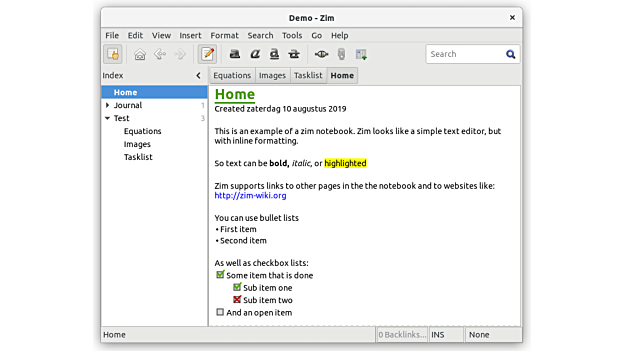 Demo - Zim
File Edit View Insert Format Search Tools Go Help
a a a a
Search
Index
Equations Images Tasklist Home
Home
Journal 1
Test 3
Equations
Images
Tasklist
Home
Created zaterdag 10 augustus 2019
This is an example of a zim notebook. Zim looks like a simple text editor, but
with inline formatting.
So text can be bold, italic, or highlighted
Zim supports links to other pages in the the notebook and to websites like:
http://zim-wiki.org
You can use bullet lists
• First item
• Second item
As well as checkbox lists:
Some item that is done
Sub item one
Sub item two
And an open item
Home
0 Backlinks...
INS
None